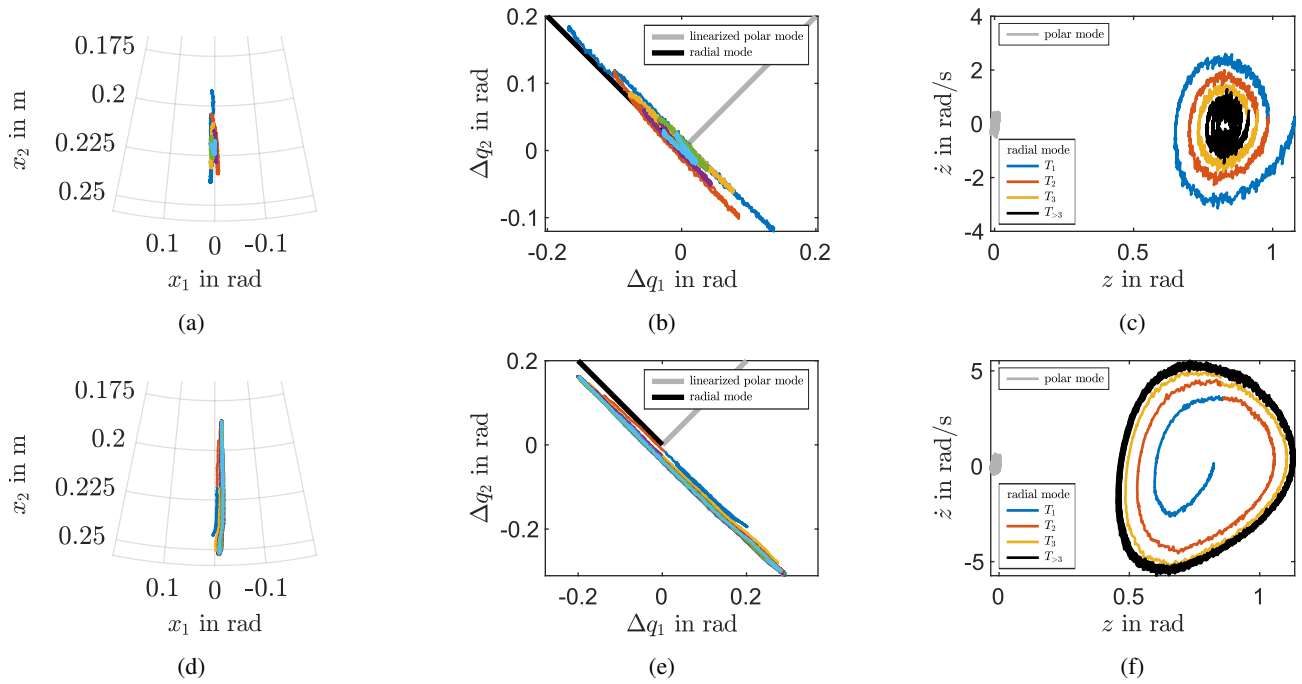 0.175
0.2
0.225
0.25
x₂ in m
0.1 0 -0.1
x₁ in rad
(a)
0.2
0.1
0
-0.1
Δq₂ in rad
linearized polar mode
radial mode
-0.2 0 0.2
Δq₁ in rad
(b)
4
2
0
-2
-4
ż in rad/s
polar mode
radial mode
T₁
T₂
T₃
T>3
0 0.5 1
z in rad
(c)
0.175
0.2
0.225
0.25
x₂ in m
0.1 0 -0.1
x₁ in rad
(d)
0.2
0
-0.2
Δq₂ in rad
linearized polar mode
radial mode
-0.2 0 0.2
Δq₁ in rad
(e)
5
0
-5
ż in rad/s
polar mode
radial mode
T₁
T₂
T₃
T>3
0 0.5 1
z in rad
(f)